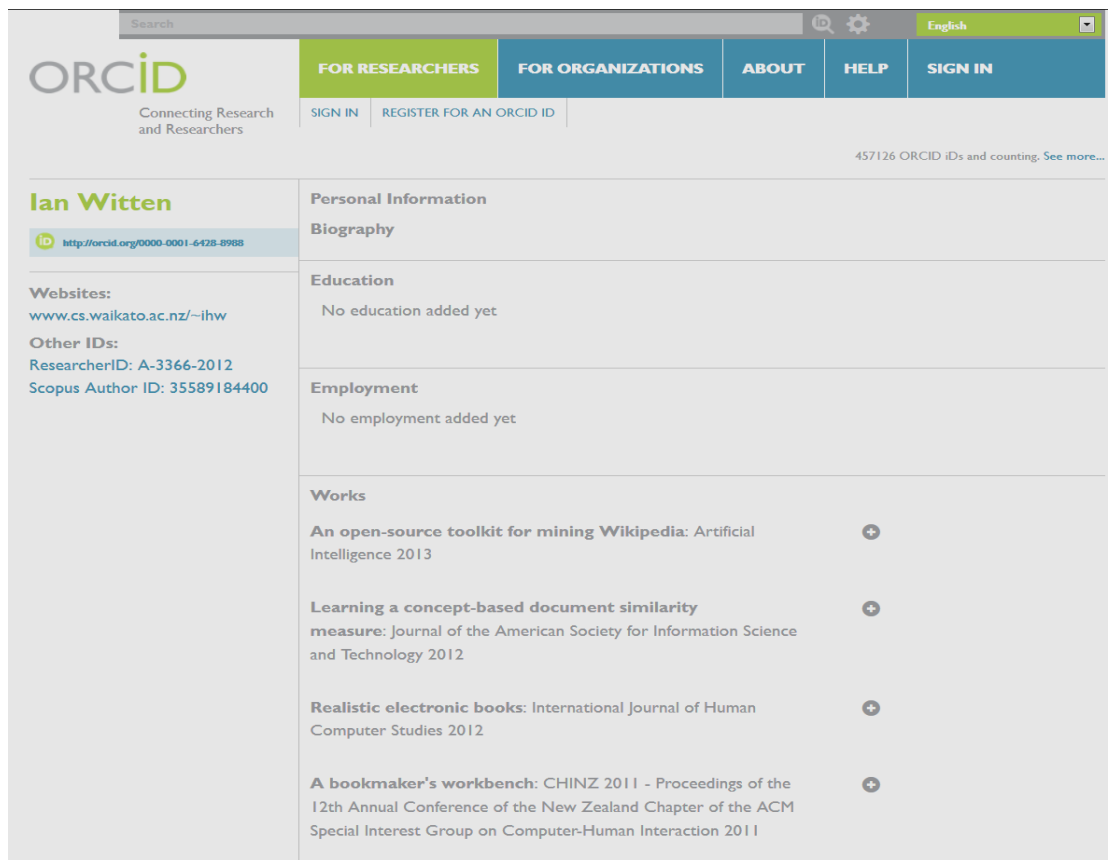 Search
English
ORCiD
Connecting Research
and Researchers
FOR RESEARCHERS
FOR ORGANIZATIONS
ABOUT
HELP
SIGN IN
SIGN IN
REGISTER FOR AN ORCID ID
457126 ORCID iDs and counting. See more...
Ian Witten
iD http://orcid.org/0000-0001-6428-8988
Websites:
www.cs.waikato.ac.nz/~ihw
Other IDs:
ResearcherID: A-3366-2012
Scopus Author ID: 35589184400
Personal Information
Biography
Education
No education added yet
Employment
No employment added yet
Works
An open-source toolkit for mining Wikipedia: Artificial
Intelligence 2013
Learning a concept-based document similarity
measure: Journal of the American Society for Information Science
and Technology 2012
Realistic electronic books: International Journal of Human
Computer Studies 2012
A bookmaker's workbench: CHINZ 2011 - Proceedings of the
12th Annual Conference of the New Zealand Chapter of the ACM
Special Interest Group on Computer-Human Interaction 2011